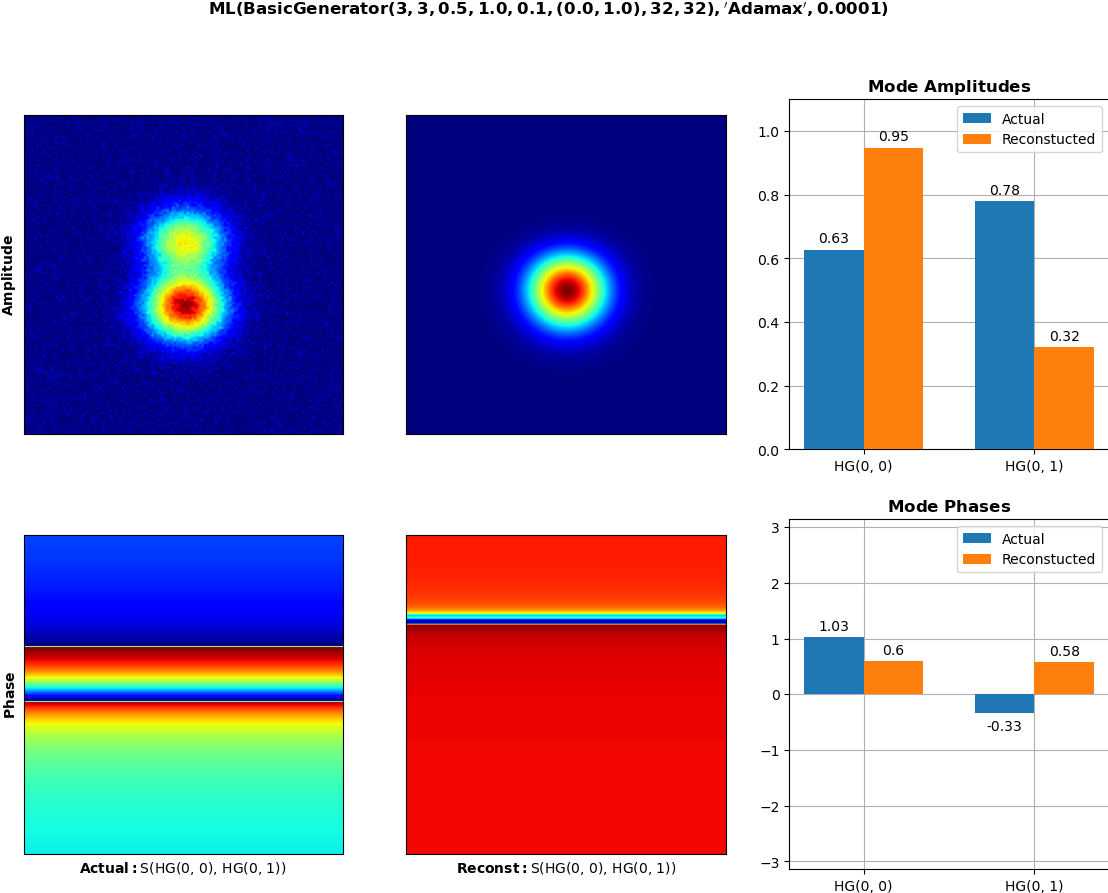 ML(BasicGenerator(3, 3, 0.5, 1.0, 0.1, (0.0, 1.0), 32, 32), ′Adamax′, 0.0001)
Amplitude
Mode Amplitudes
Actual
Reconstucted
1.0
0.8
0.6
0.4
0.2
0.0
0.63
0.95
0.78
0.32
HG(0, 0)
HG(0, 1)
Phase
Actual: S(HG(0, 0), HG(0, 1))
Reconst: S(HG(0, 0), HG(0, 1))
Mode Phases
Actual
Reconstucted
3
2
1
0
−1
−2
−3
1.03
0.6
-0.33
0.58
HG(0, 0)
HG(0, 1)